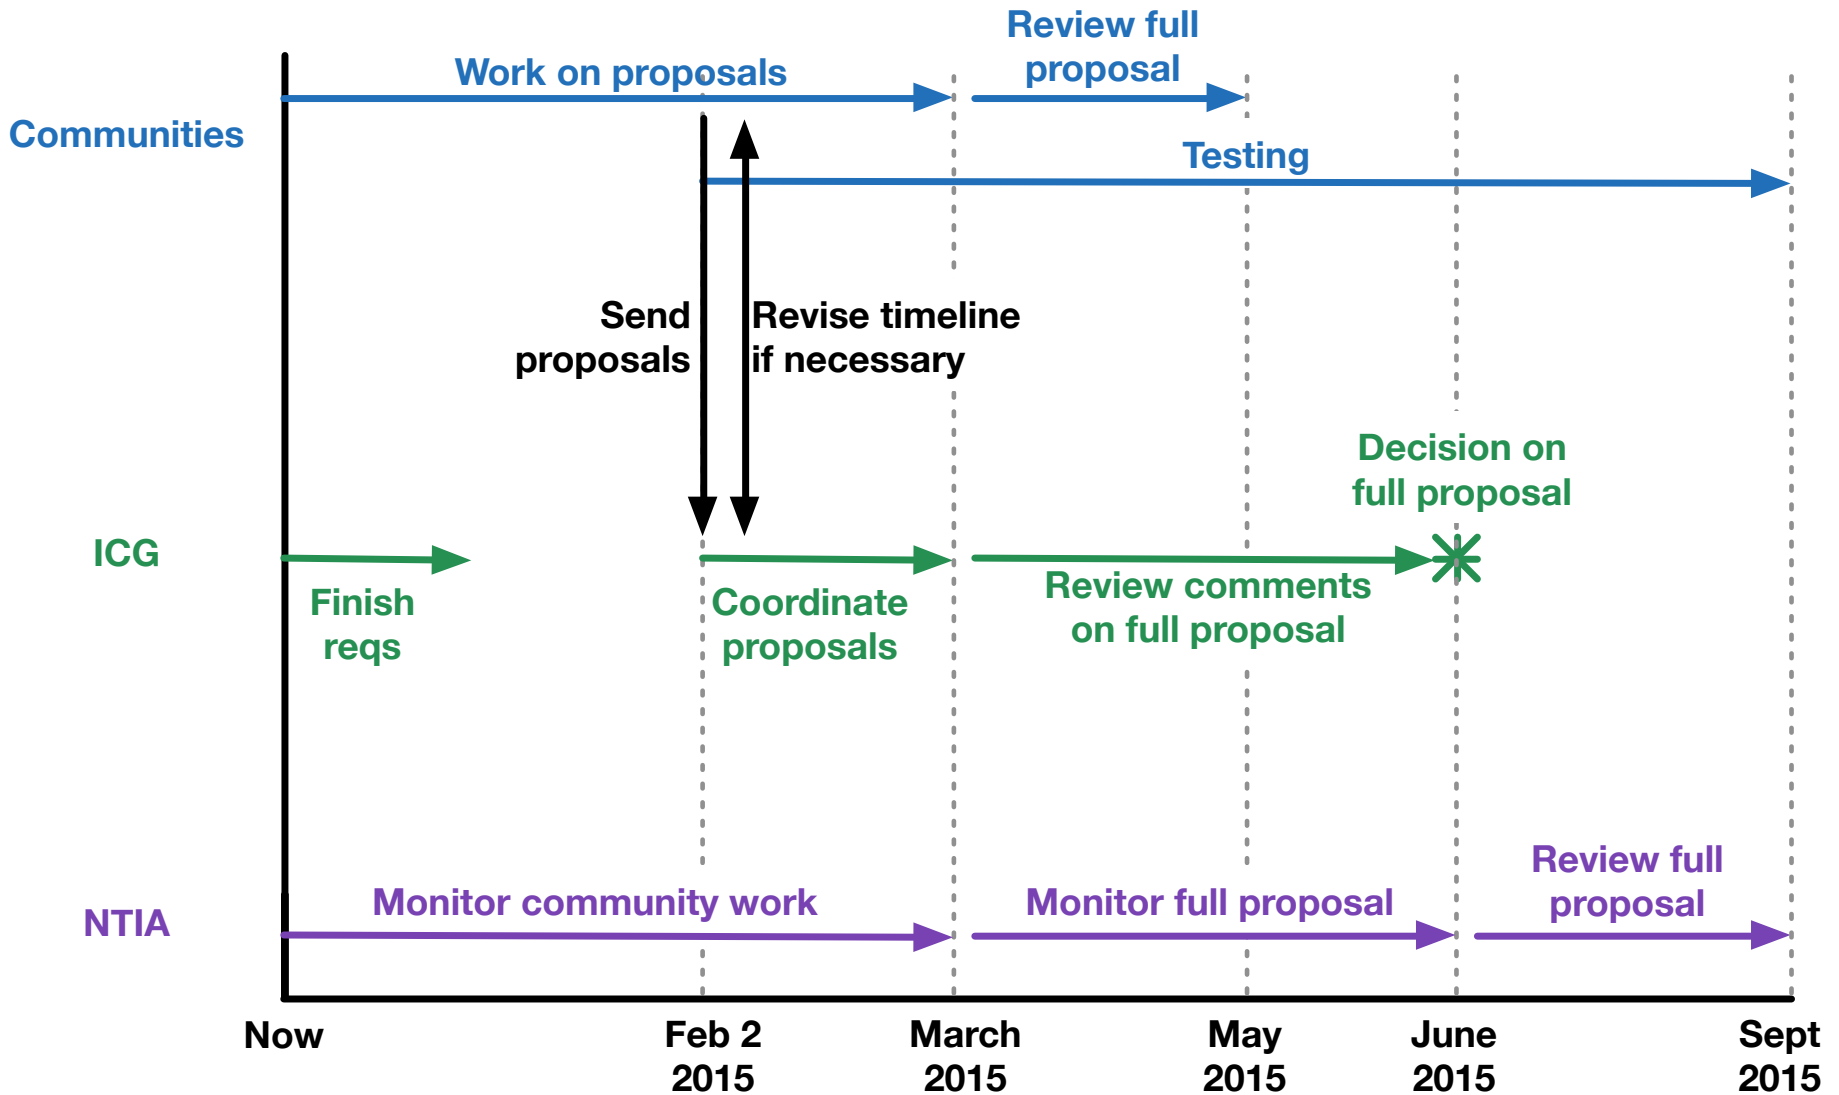 Review full
proposal
Work on proposals
Communities
Testing
Send
proposals
Revise timeline
if necessary
Decision on
full proposal
ICG
Finish
reqs
Coordinate
proposals
Review comments
on full proposal
NTIA
Monitor community work
Monitor full proposal
Review full
proposal
Now
Feb 2
2015
March
2015
May
2015
June
2015
Sept
2015